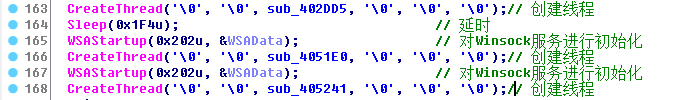 163 CreateThread('\0', '\0', sub_402DD5, '\0', '\0', '\0');// 创建线程
164 Sleep(0x1F4u); // 延时
165 WSAStartup(0x202u, &WSAData); // 对Winsock服务进行初始化
166 CreateThread('\0', '\0', sub_4051E0, '\0', '\0', '\0');// 创建线程
167 WSAStartup(0x202u, &WSAData); // 对Winsock服务进行初始化
168 CreateThread('\0', '\0', sub_405241, '\0', '\0', '\0');// 创建线程